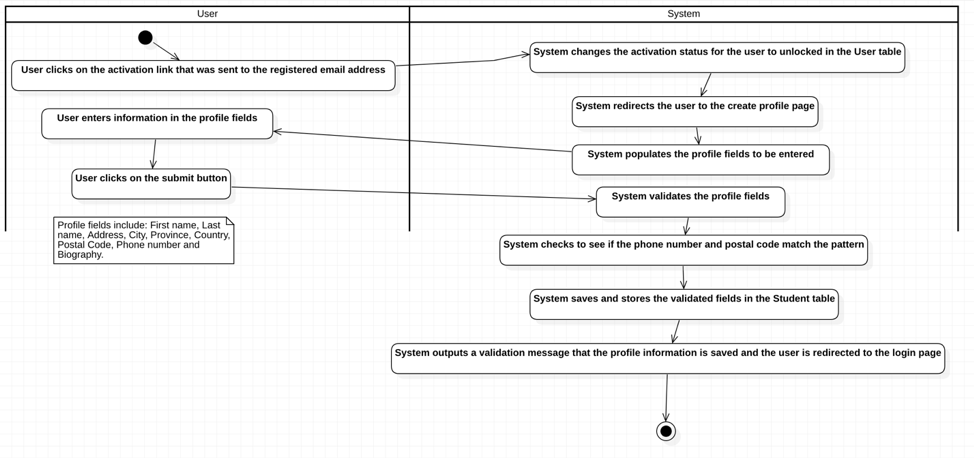 User
System
System changes the activation status for the user to unlocked in the User table
User clicks on the activation link that was sent to the registered email address
System redirects the user to the create profile page
User enters information in the profile fields
System populates the profile fields to be entered
User clicks on the submit button
System validates the profile fields
Profile fields include: First name, Last
name, Address, City, Province, Country,
Postal Code, Phone number and
Biography.
System checks to see if the phone number and postal code match the pattern
System saves and stores the validated fields in the Student table
System outputs a validation message that the profile information is saved and the user is redirected to the login page